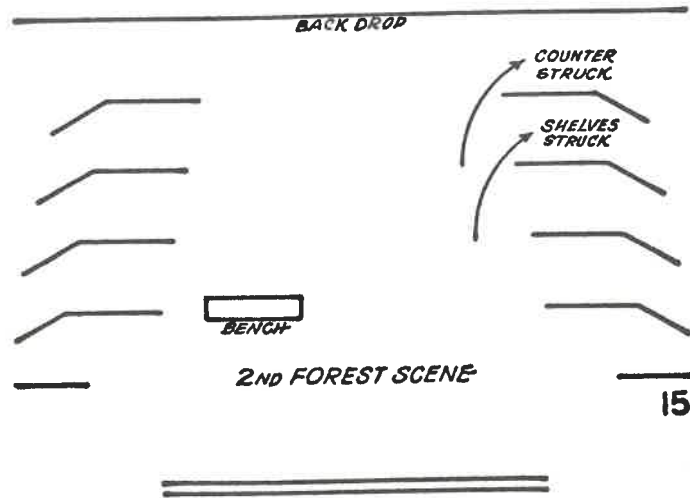 BACK DROP
COUNTER
STRUCK
SHELVES
STRUCK
BENCH
2ND FOREST SCENE
15